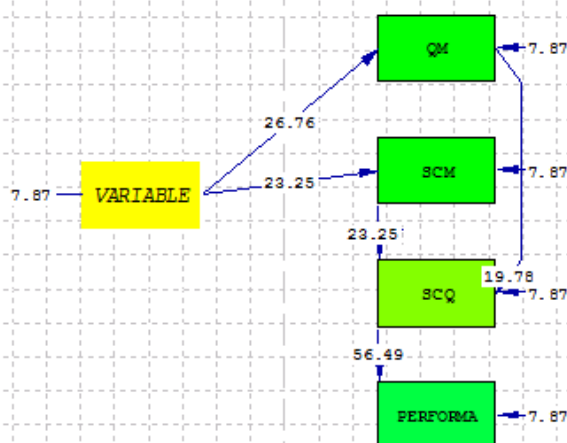 QM
7.87
26.76
SCM
7.87
23.25
7.87
VARIABLE
23.25
19.78
SCQ
7.87
56.49
PERFORMA
7.87